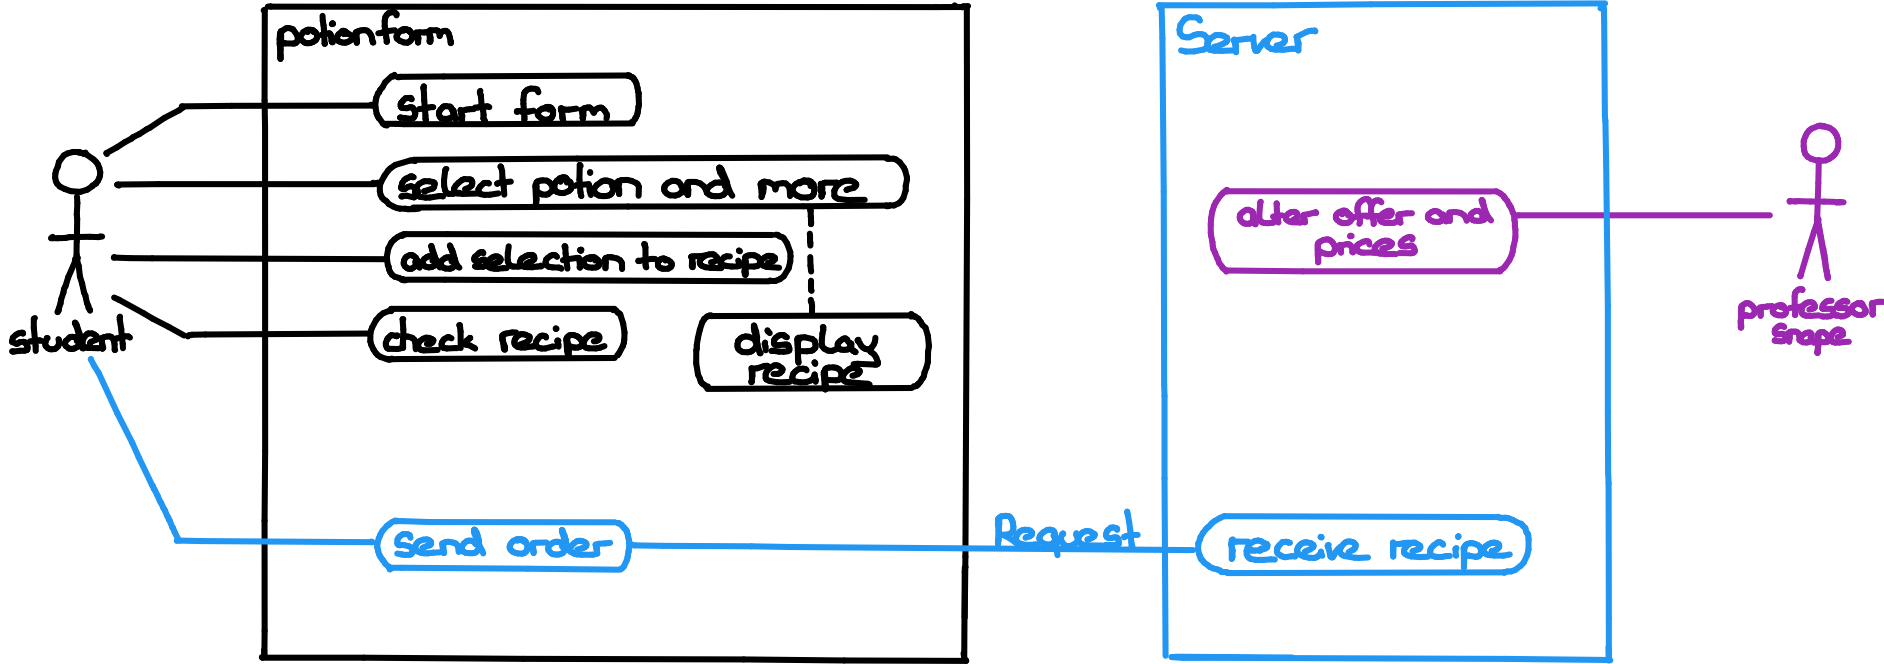 potionform
start form
select potion and more
add selection to recipe
check recipe
display
recipe
send order
student
Request
Server
alter offer and
prices
receive recipe
professor
snape